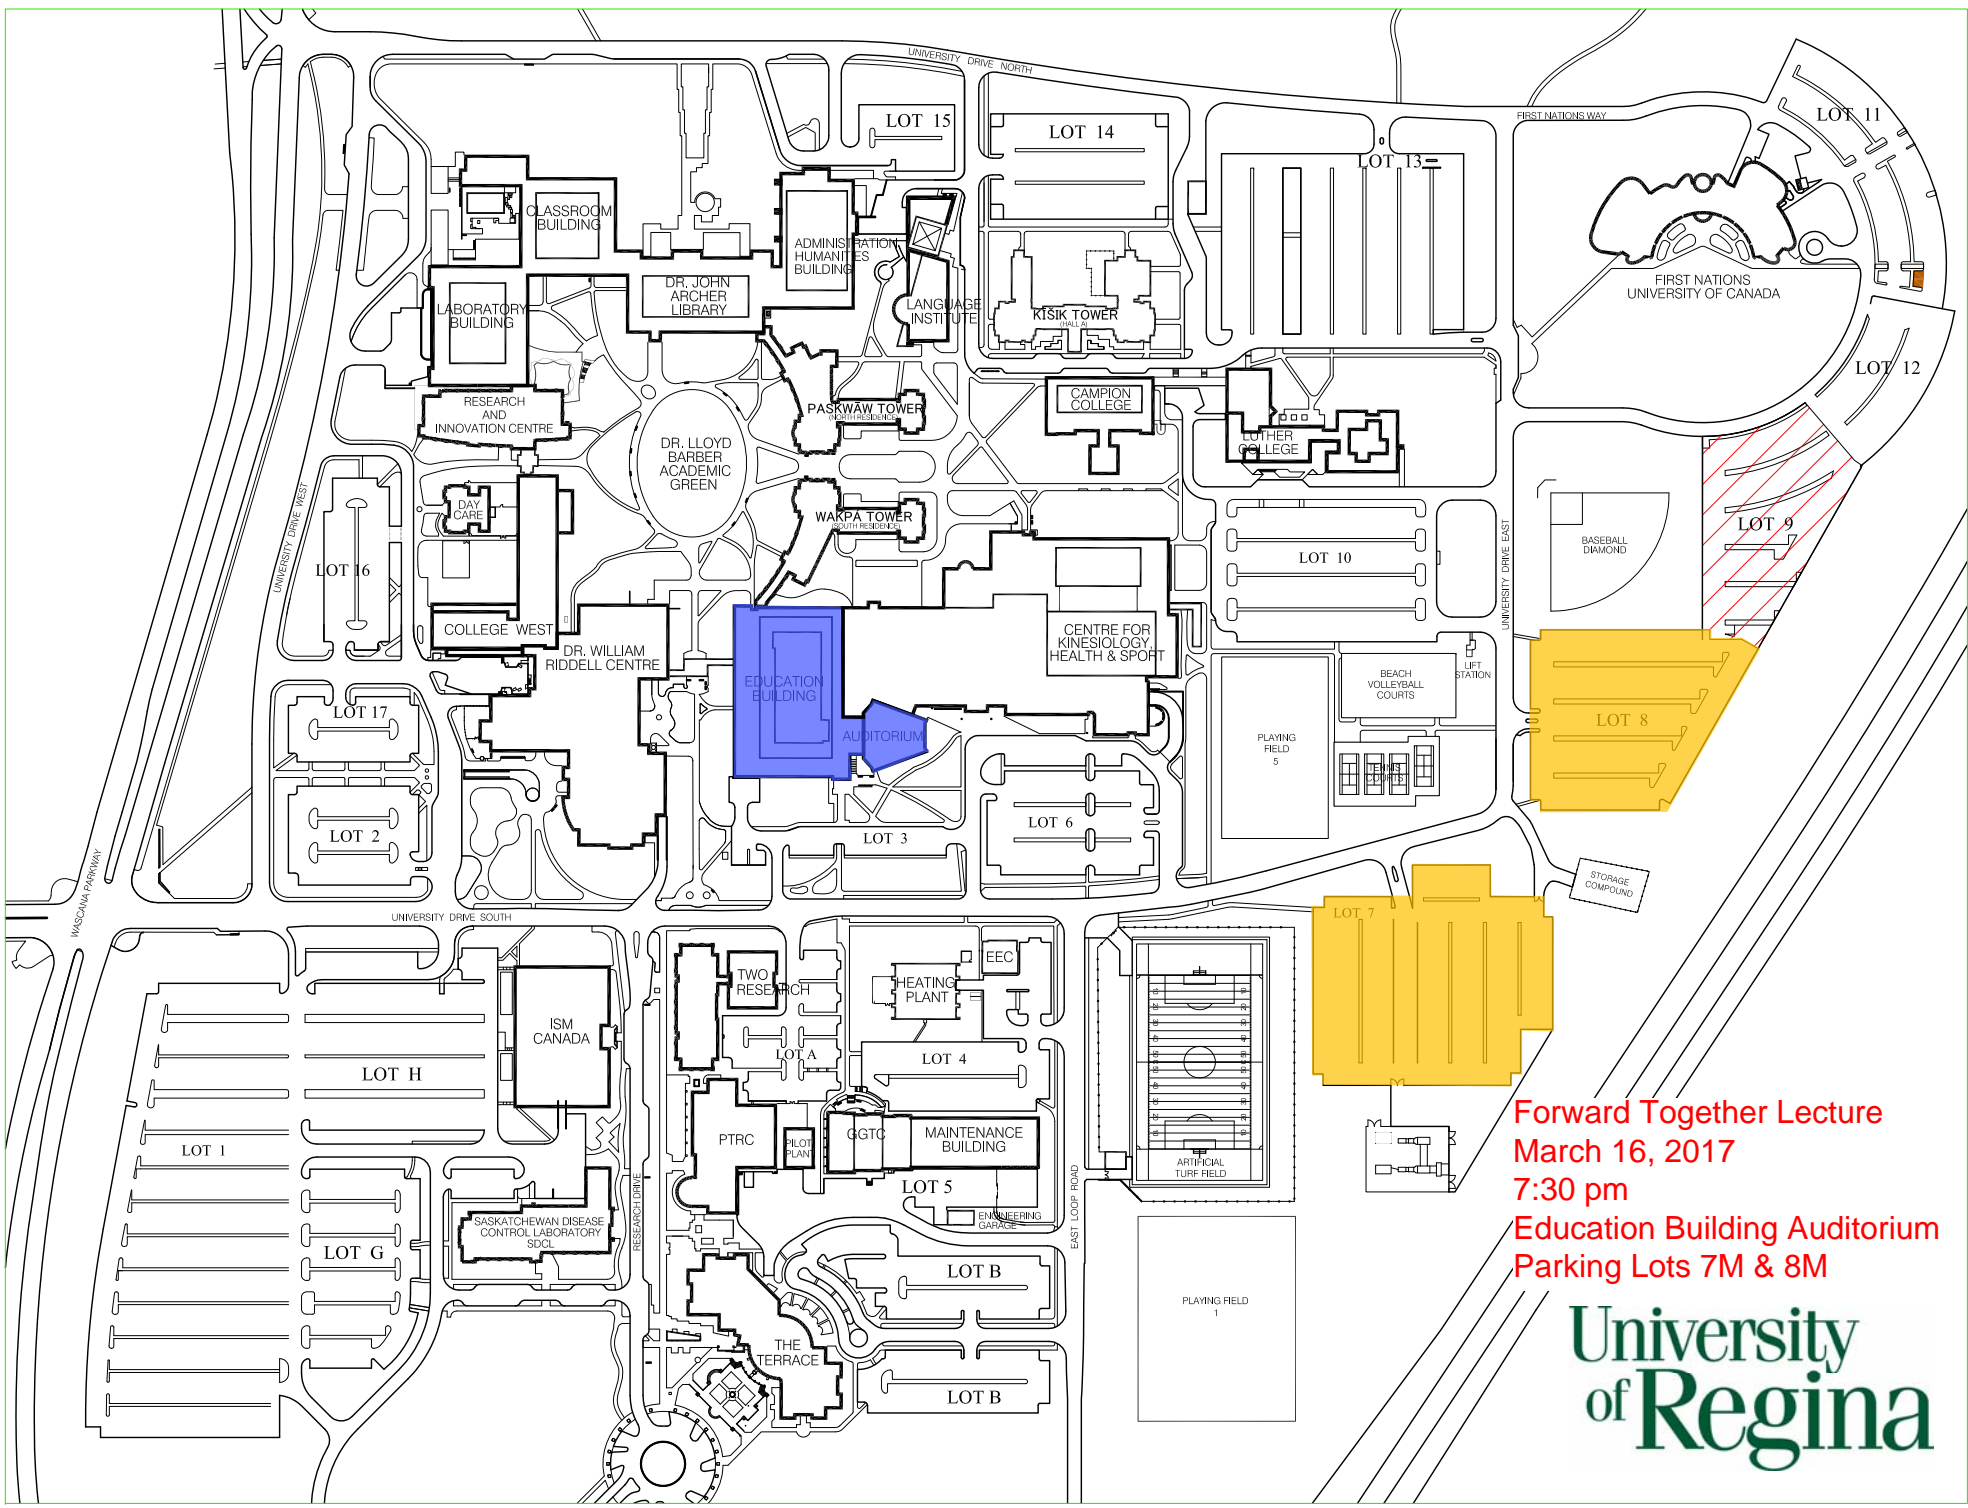 UNIVERSITY DRIVE NORTH
LOT 15
LOT 14
LOT 13
FIRST NATIONS WAY
LOT 11
CLASSROOM
BUILDING
ADMINISTRATION
HUMANITIES
BUILDING
DR. JOHN
ARCHER
LIBRARY
LABORATORY
BUILDING
LANGUAGE
INSTITUTE
KĪŠIK TOWER
(HALL A)
FIRST NATIONS
UNIVERSITY OF CANADA
LOT 12
RESEARCH
AND
INNOVATION CENTRE
PASKWĀW TOWER
(NORTH RESIDENCE)
CAMPION
COLLEGE
LUTHER
COLLEGE
DR. LLOYD
BARBER
ACADEMIC
GREEN
DAY
CARE
WAKPÁ TOWER
(SOUTH RESIDENCE)
UNIVERSITY DRIVE WEST
LOT 16
LOT 10
UNIVERSITY DRIVE EAST
BASEBALL
DIAMOND
LOT 9
COLLEGE WEST
DR. WILLIAM
RIDDELL CENTRE
EDUCATION
BUILDING
CENTRE FOR
KINESIOLOGY,
HEALTH & SPORT
AUDITORIUM
BEACH
VOLLEYBALL
COURTS
LIFT
STATION
LOT 8
LOT 17
PLAYING
FIELD
5
TENNIS
COURTS
LOT 2
LOT 3
LOT 6
WASCANA PARKWAY
STORAGE
COMPOUND
UNIVERSITY DRIVE SOUTH
LOT 7
TWO
RESEARCH
HEATING
PLANT
EEC
ISM
CANADA
LOT A
LOT 4
LOT H
LOT 1
PTRC
PILOT
PLANT
GGTC
MAINTENANCE
BUILDING
ARTIFICIAL
TURF FIELD
LOT 5
ENGINEERING
GARAGE
EAST LOOP ROAD
RESEARCH DRIVE
SASKATCHEWAN DISEASE
CONTROL LABORATORY
SDCL
LOT G
LOT B
PLAYING FIELD
1
THE
TERRACE
LOT B
Forward Together Lecture
March 16, 2017
7:30 pm
Education Building Auditorium
Parking Lots 7M & 8M
University
of Regina